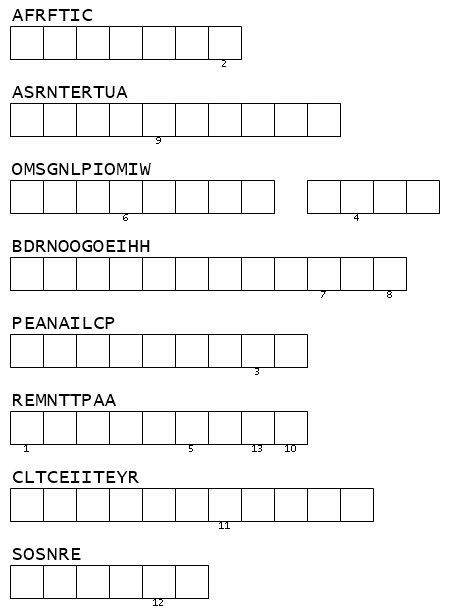 AFRFTIC
2
ASRNTERTUA
9
OMSGNLPIOMIW
6 4
BDRNOOGOEIHH
7 8
PEANAILCP
3
REMNTTPAA
1 5 13 10
CLTCEIITEYR
11
SOSNRE
12